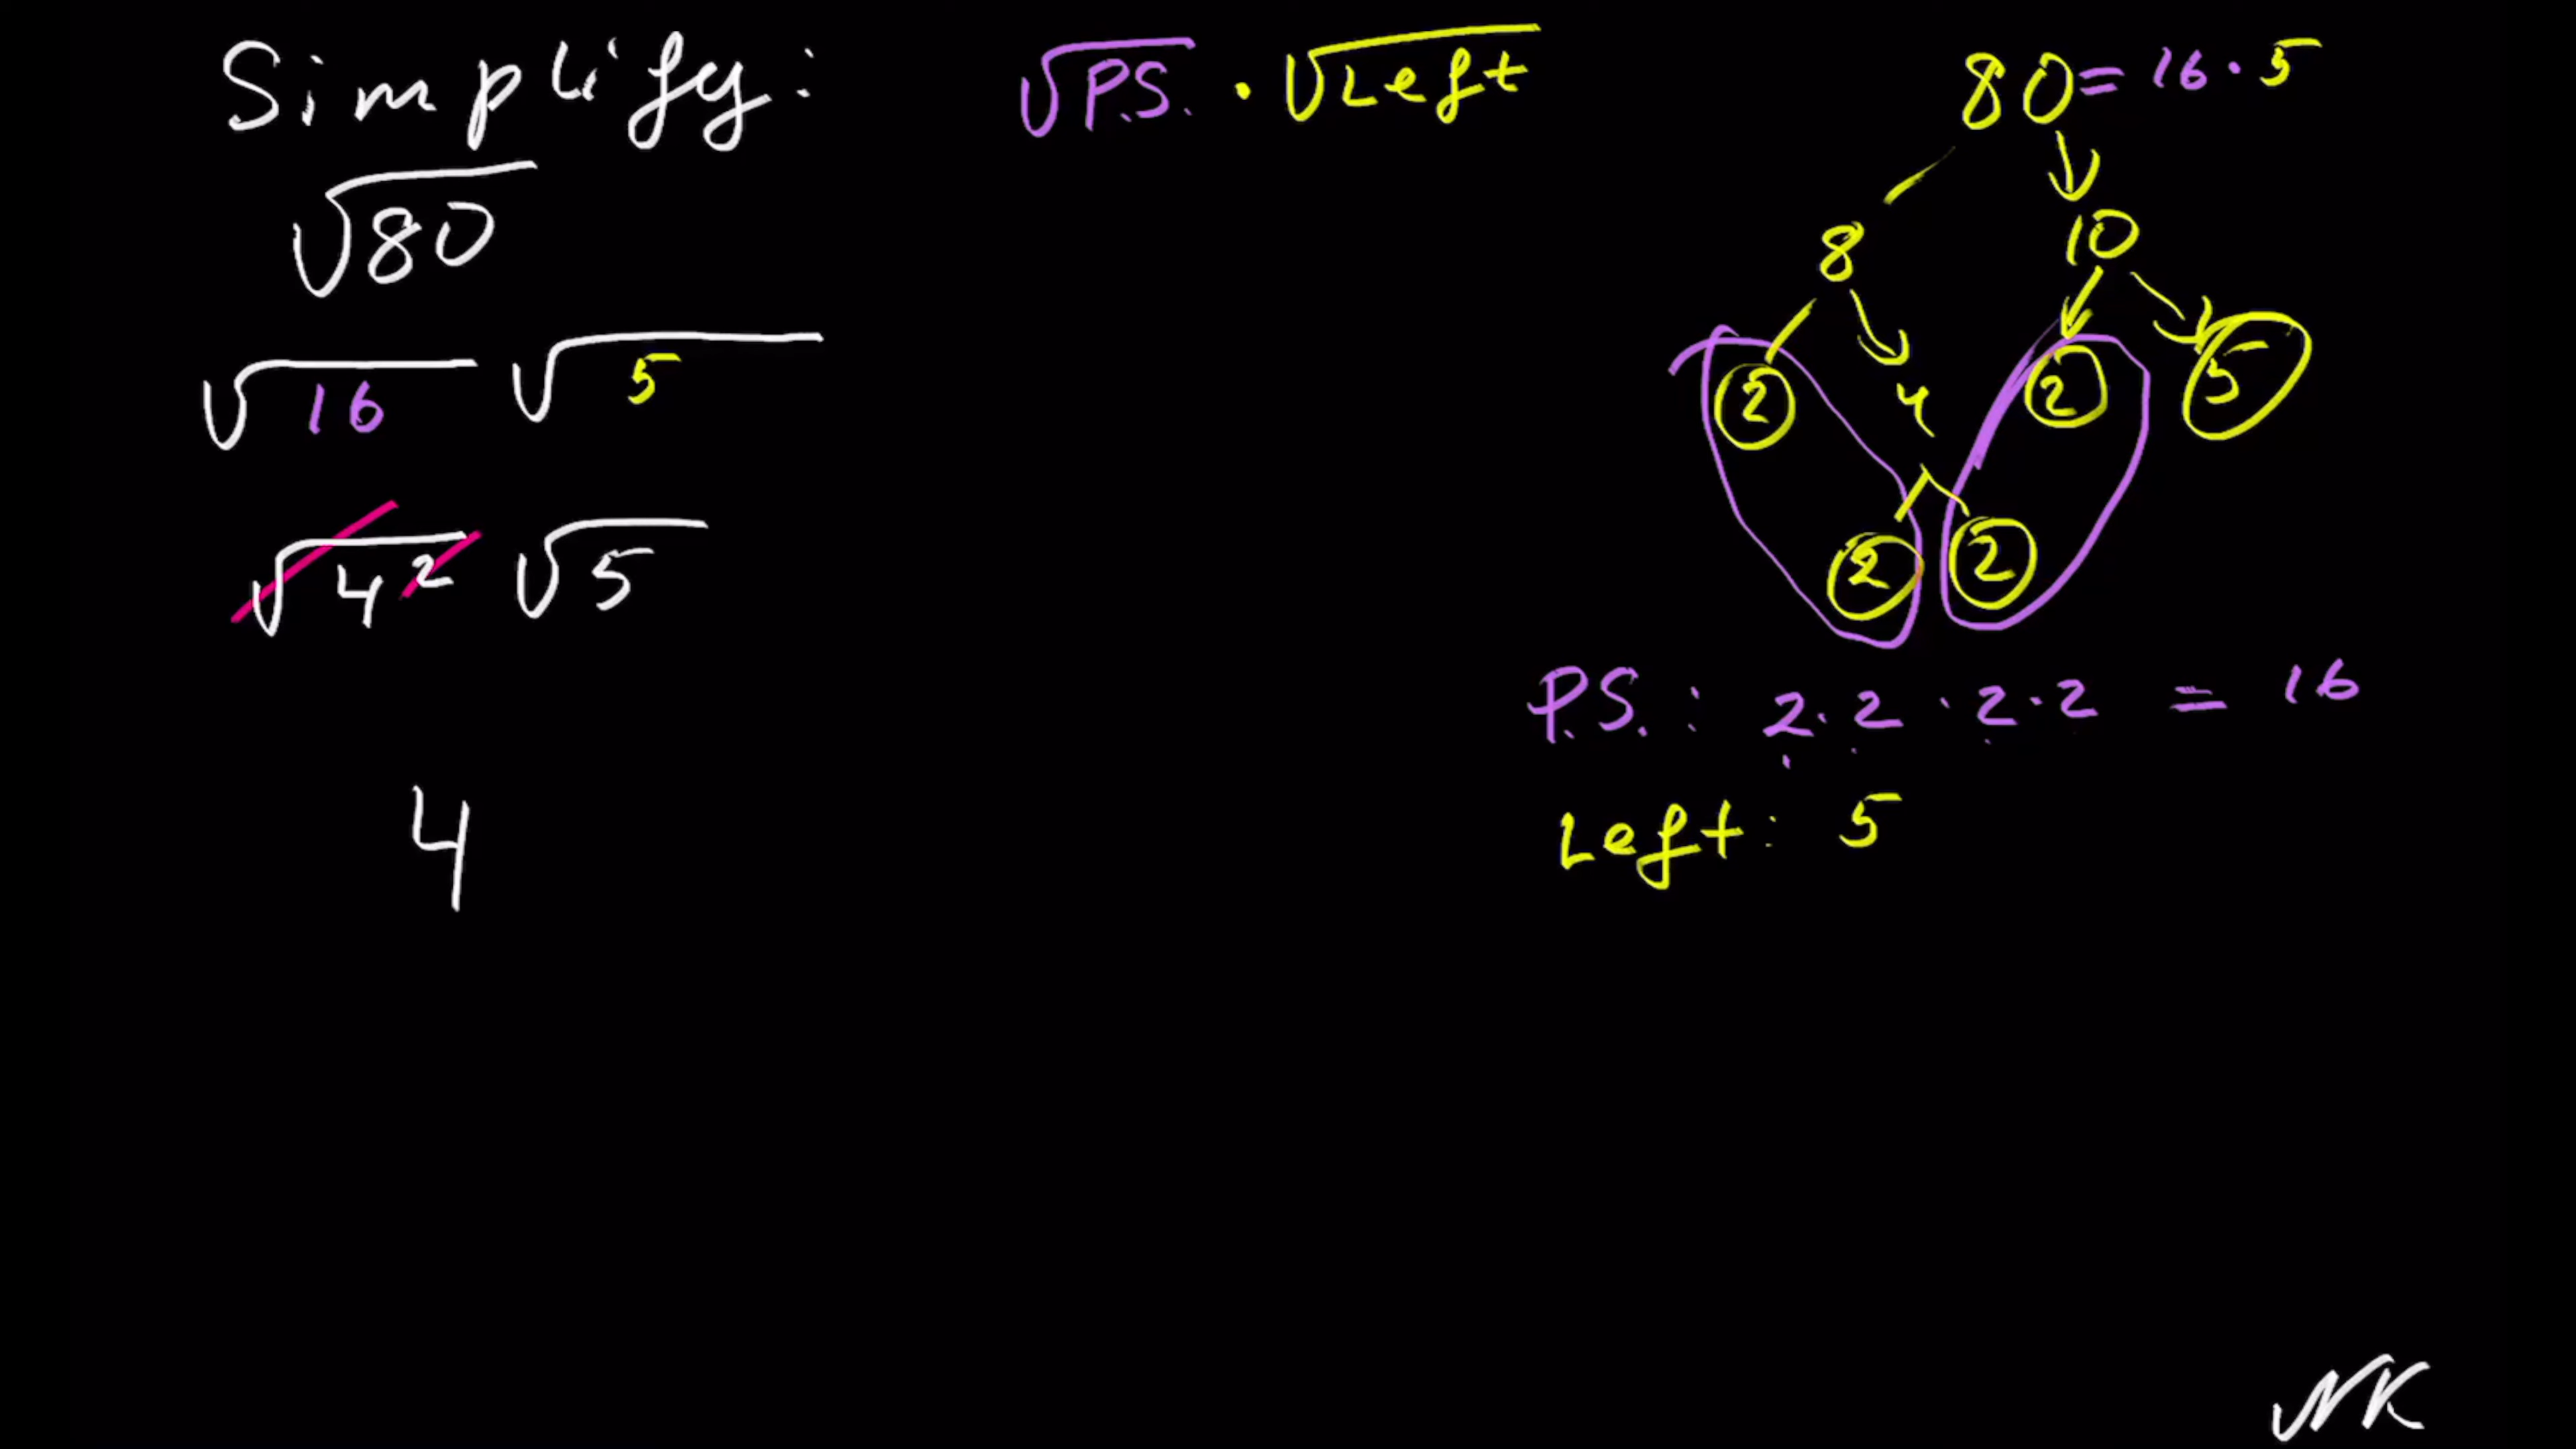 Simplify:
√80
√16 √5
√4² √5
4
√P.S. · √Left
80 = 16 · 5
8 10
2 4 2 5
2 2
P.S. : 2 · 2 · 2 · 2 = 16
Left : 5
NK